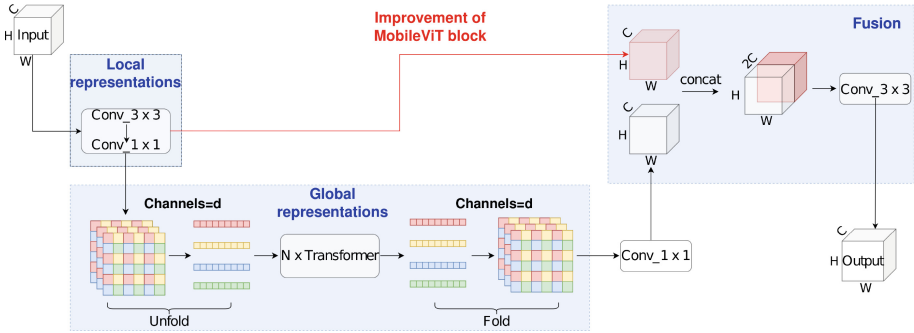 C
H
Input
W
Local
representations
Conv_3 x 3
Conv_1 x 1
Improvement of
MobileViT block
Fusion
C
H
W
concat
C
H
W
2C
H
W
Conv_3 x 3
Global
representations
Channels=d
Channels=d
N x Transformer
Unfold
Fold
Conv_1 x 1
C
H
Output
W